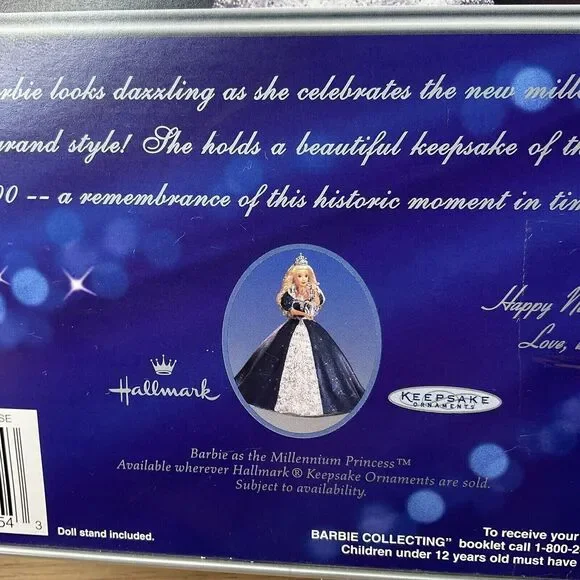 rbie looks dazzling as she celebrates the new mille
grand style! She holds a beautiful keepsake of th
00 -- a remembrance of this historic moment in tim
Happy N
Love,
Hallmark
KEEPSAKE
ORNAMENTS
Barbie as the Millennium Princess™
Available wherever Hallmark® Keepsake Ornaments are sold.
Subject to availability.
SE
54 3
Doll stand included.
To receive your
BARBIE COLLECTING™ booklet call 1-800-2
Children under 12 years old must have